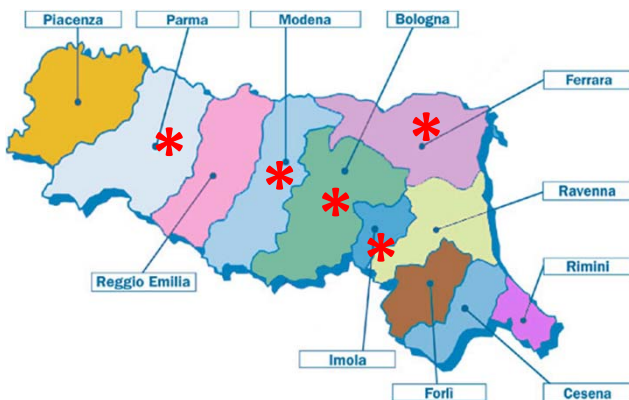 Piacenza
Parma
Modena
Bologna
Ferrara
Ravenna
Reggio Emilia
Rimini
Imola
Forlì
Cesena